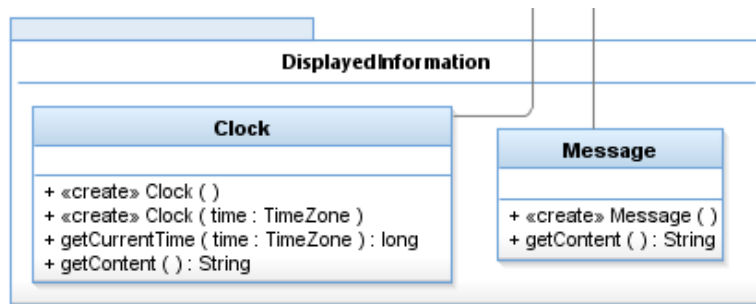 DisplayedInformation
Clock
+ «create» Clock ( )
+ «create» Clock ( time : TimeZone )
+ getCurrentTime ( time : TimeZone ) : long
+ getContent ( ) : String
Message
+ «create» Message ( )
+ getContent ( ) : String